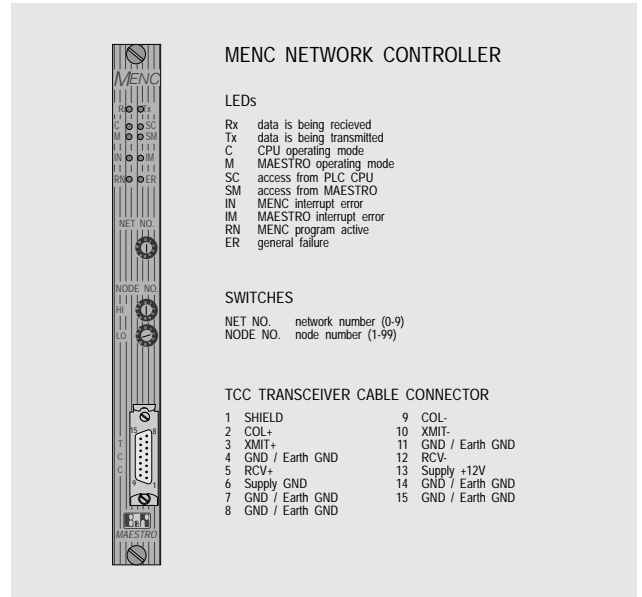 MENC NETWORK CONTROLLER
LEDs
Rx data is being recieved
Tx data is being transmitted
C CPU operating mode
M MAESTRO operating mode
SC access from PLC CPU
SM access from MAESTRO
IN MENC interrupt error
IM MAESTRO interrupt error
RN MENC program active
ER general failure
SWITCHES
NET NO. network number (0-9)
NODE NO. node number (1-99)
TCC TRANSCEIVER CABLE CONNECTOR
1 SHIELD 9 COL-
2 COL+ 10 XMIT-
3 XMIT+ 11 GND / Earth GND
4 GND / Earth GND 12 RCV-
5 RCV+ 13 Supply +12V
6 Supply GND 14 GND / Earth GND
7 GND / Earth GND 15 GND / Earth GND
8 GND / Earth GND
MENC
Rx Tx
C SC
M SM
IN IM
RN ER
NET NO.
NODE NO.
HI
LO
15 8
T
C
C
9 1
B&R
MAESTRO